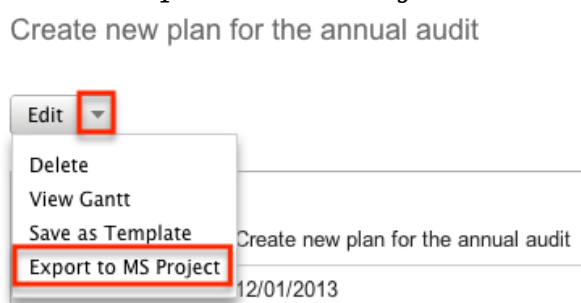 Create new plan for the annual audit
Edit
Delete
View Gantt
Save as Template
Create new plan for the annual audit
Export to MS Project
12/01/2013